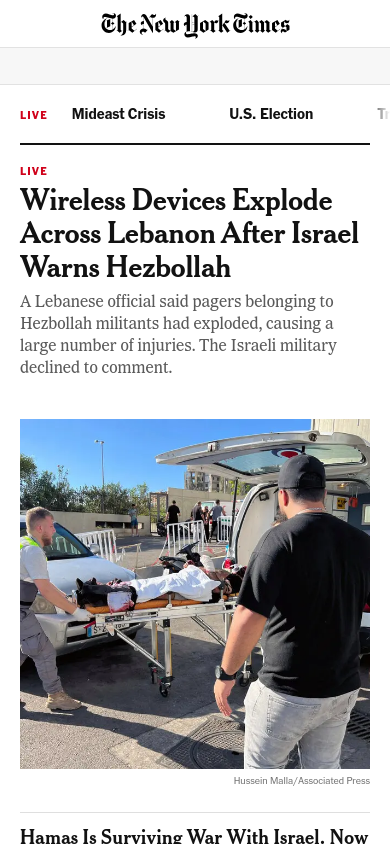 The New York Times
LIVE Mideast Crisis U.S. Election
LIVE
Wireless Devices Explode
Across Lebanon After Israel
Warns Hezbollah
A Lebanese official said pagers belonging to
Hezbollah militants had exploded, causing a
large number of injuries. The Israeli military
declined to comment.
Hussein Malla/Associated Press
Hamas Is Surviving War With Israel. Now